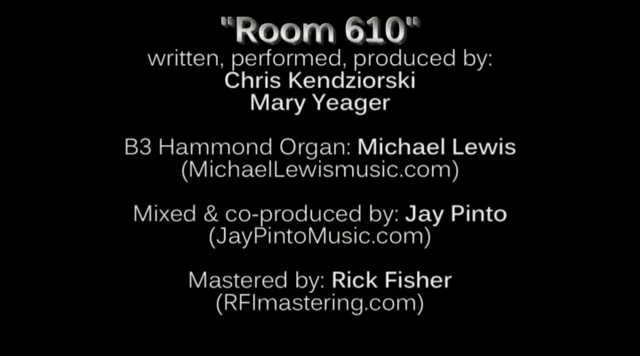 "Room 610"
written, performed, produced by:
Chris Kendziorski
Mary Yeager
B3 Hammond Organ: Michael Lewis
(MichaelLewismusic.com)
Mixed & co-produced by: Jay Pinto
(JayPintoMusic.com)
Mastered by: Rick Fisher
(RFImastering.com)